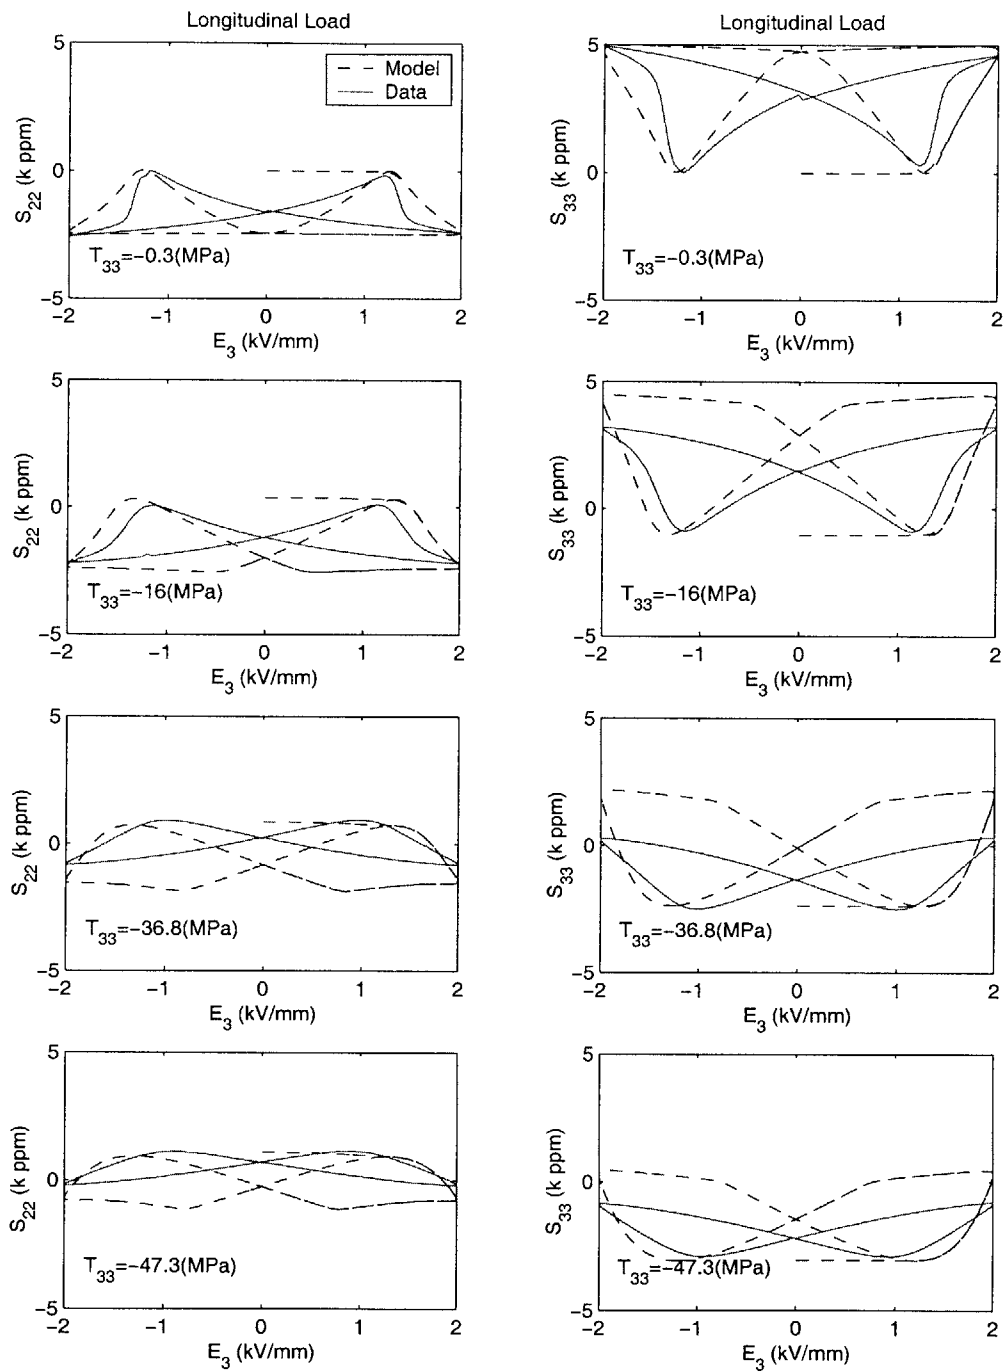 Longitudinal Load
Longitudinal Load
5
0
−5
S22 (k ppm)
Model
Data
T33=−0.3(MPa)
−2 −1 0 1 2
E3 (kV/mm)
5
0
−5
S33 (k ppm)
T33=−0.3(MPa)
−2 −1 0 1 2
E3 (kV/mm)
5
0
−5
S22 (k ppm)
T33=−16(MPa)
−2 −1 0 1 2
E3 (kV/mm)
5
0
−5
S33 (k ppm)
T33=−16(MPa)
−2 −1 0 1 2
E3 (kV/mm)
5
0
−5
S22 (k ppm)
T33=−36.8(MPa)
−2 −1 0 1 2
E3 (kV/mm)
5
0
−5
S33 (k ppm)
T33=−36.8(MPa)
−2 −1 0 1 2
E3 (kV/mm)
5
0
−5
S22 (k ppm)
T33=−47.3(MPa)
−2 −1 0 1 2
E3 (kV/mm)
5
0
−5
S33 (k ppm)
T33=−47.3(MPa)
−2 −1 0 1 2
E3 (kV/mm)